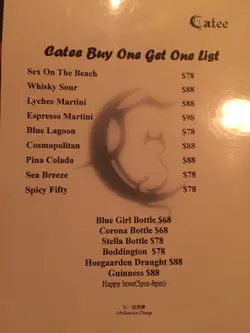 Catee
Catee Buy One Get One List
Sex On The Beach $78
Whisky Sour $88
Lychee Martini $88
Espresso Martini $98
Blue Lagoon $78
Cosmopolitan $88
Pina Colada $88
Sea Breeze $78
Spicy Fifty $78
Blue Girl Bottle $68
Corona Bottle $68
Stella Bottle $78
Boddington $78
Hoegaarden Draught $88
Guinness $88
Happy hour(5pm-8pm)